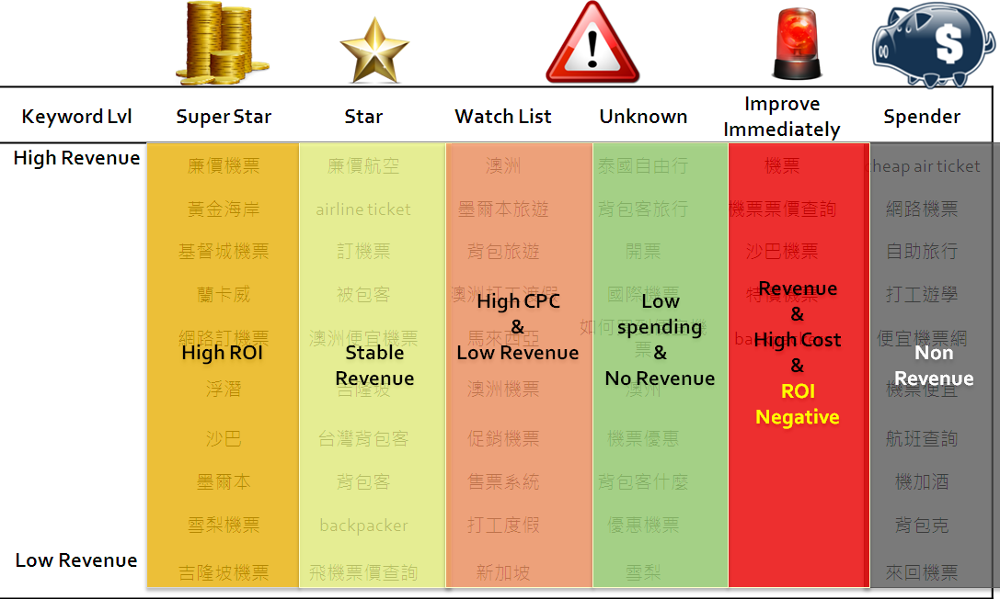 Keyword Lvl Super Star Star Watch List Unknown Improve Immediately Spender
High Revenue
廉價機票 廉價航空 澳洲 泰國自由行 機票 cheap air ticket
黃金海岸 airline ticket 墨爾本旅遊 背包客旅行 機票票價查詢 網路機票
基督城機票 訂機票 背包旅遊 開票 沙巴機票 自助旅行
蘭卡威 被包客 澳洲打工渡假 國際機票 特價機票 打工遊學
網路訂機票 澳洲便宜機票 馬來西亞 便宜機票網
浮潛 吉隆坡 澳洲機票 澳州 機票便宜
沙巴 台灣背包客 促銷機票 機票優惠 航班查詢
墨爾本 背包客 售票系統 背包客什麼 機加酒
雪梨機票 backpacker 打工度假 優惠機票 背包克
Low Revenue
吉隆坡機票 飛機票價查詢 新加坡 雪梨 來回機票
High ROI
Stable
Revenue
High CPC
&
Low Revenue
Low
spending
&
No Revenue
Revenue
&
High Cost
&
ROI
Negative
Non
Revenue
$